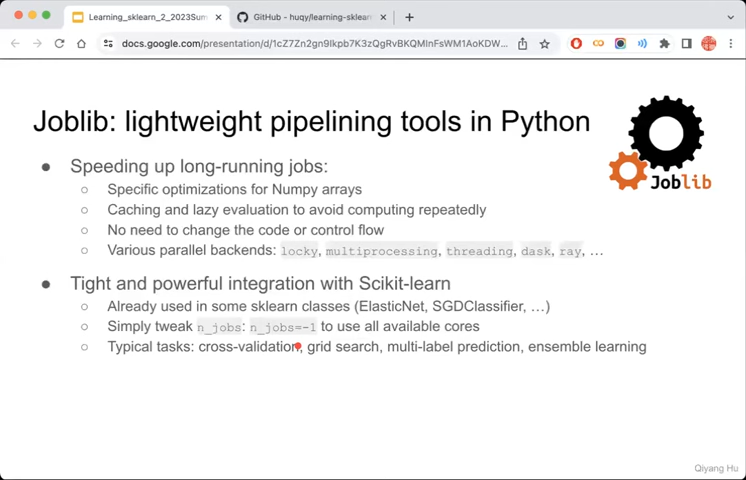 Learning_sklearn_2_2023Sum
GitHub - huqy/learning-sklearn
docs.google.com/presentation/d/1cZ7Zn2gn9Ikpb7K3zQgRvBKQMlnFsWM1AoKDW...
Joblib: lightweight pipelining tools in Python
Joblib
Speeding up long-running jobs:
Specific optimizations for Numpy arrays
Caching and lazy evaluation to avoid computing repeatedly
No need to change the code or control flow
Various parallel backends: locky, multiprocessing, threading, dask, ray, …
Tight and powerful integration with Scikit-learn
Already used in some sklearn classes (ElasticNet, SGDClassifier, …)
Simply tweak n_jobs: n_jobs=-1 to use all available cores
Typical tasks: cross-validation, grid search, multi-label prediction, ensemble learning
Qiyang Hu